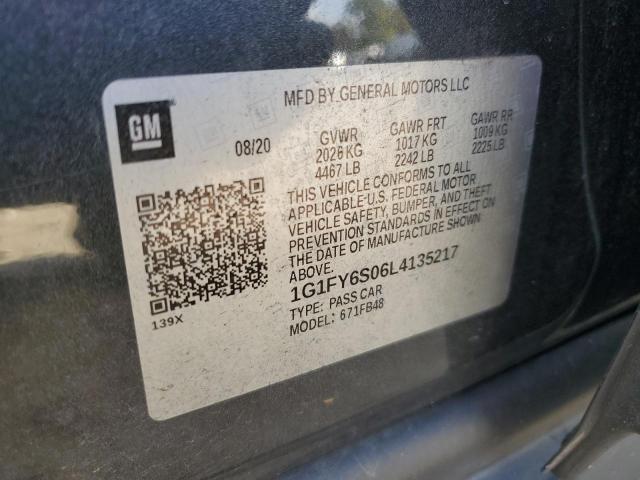 MFD BY GENERAL MOTORS LLC
GM
08/20
GVWR GAWR FRT GAWR RR
2026 KG 1017 KG 1009 KG
4467 LB 2242 LB 2225 LB
THIS VEHICLE CONFORMS TO ALL
APPLICABLE U.S. FEDERAL MOTOR
VEHICLE SAFETY, BUMPER, AND THEFT
PREVENTION STANDARDS IN EFFECT ON
THE DATE OF MANUFACTURE SHOWN
ABOVE.
1G1FY6S06L4135217
TYPE: PASS CAR
MODEL: 671FB48
139X